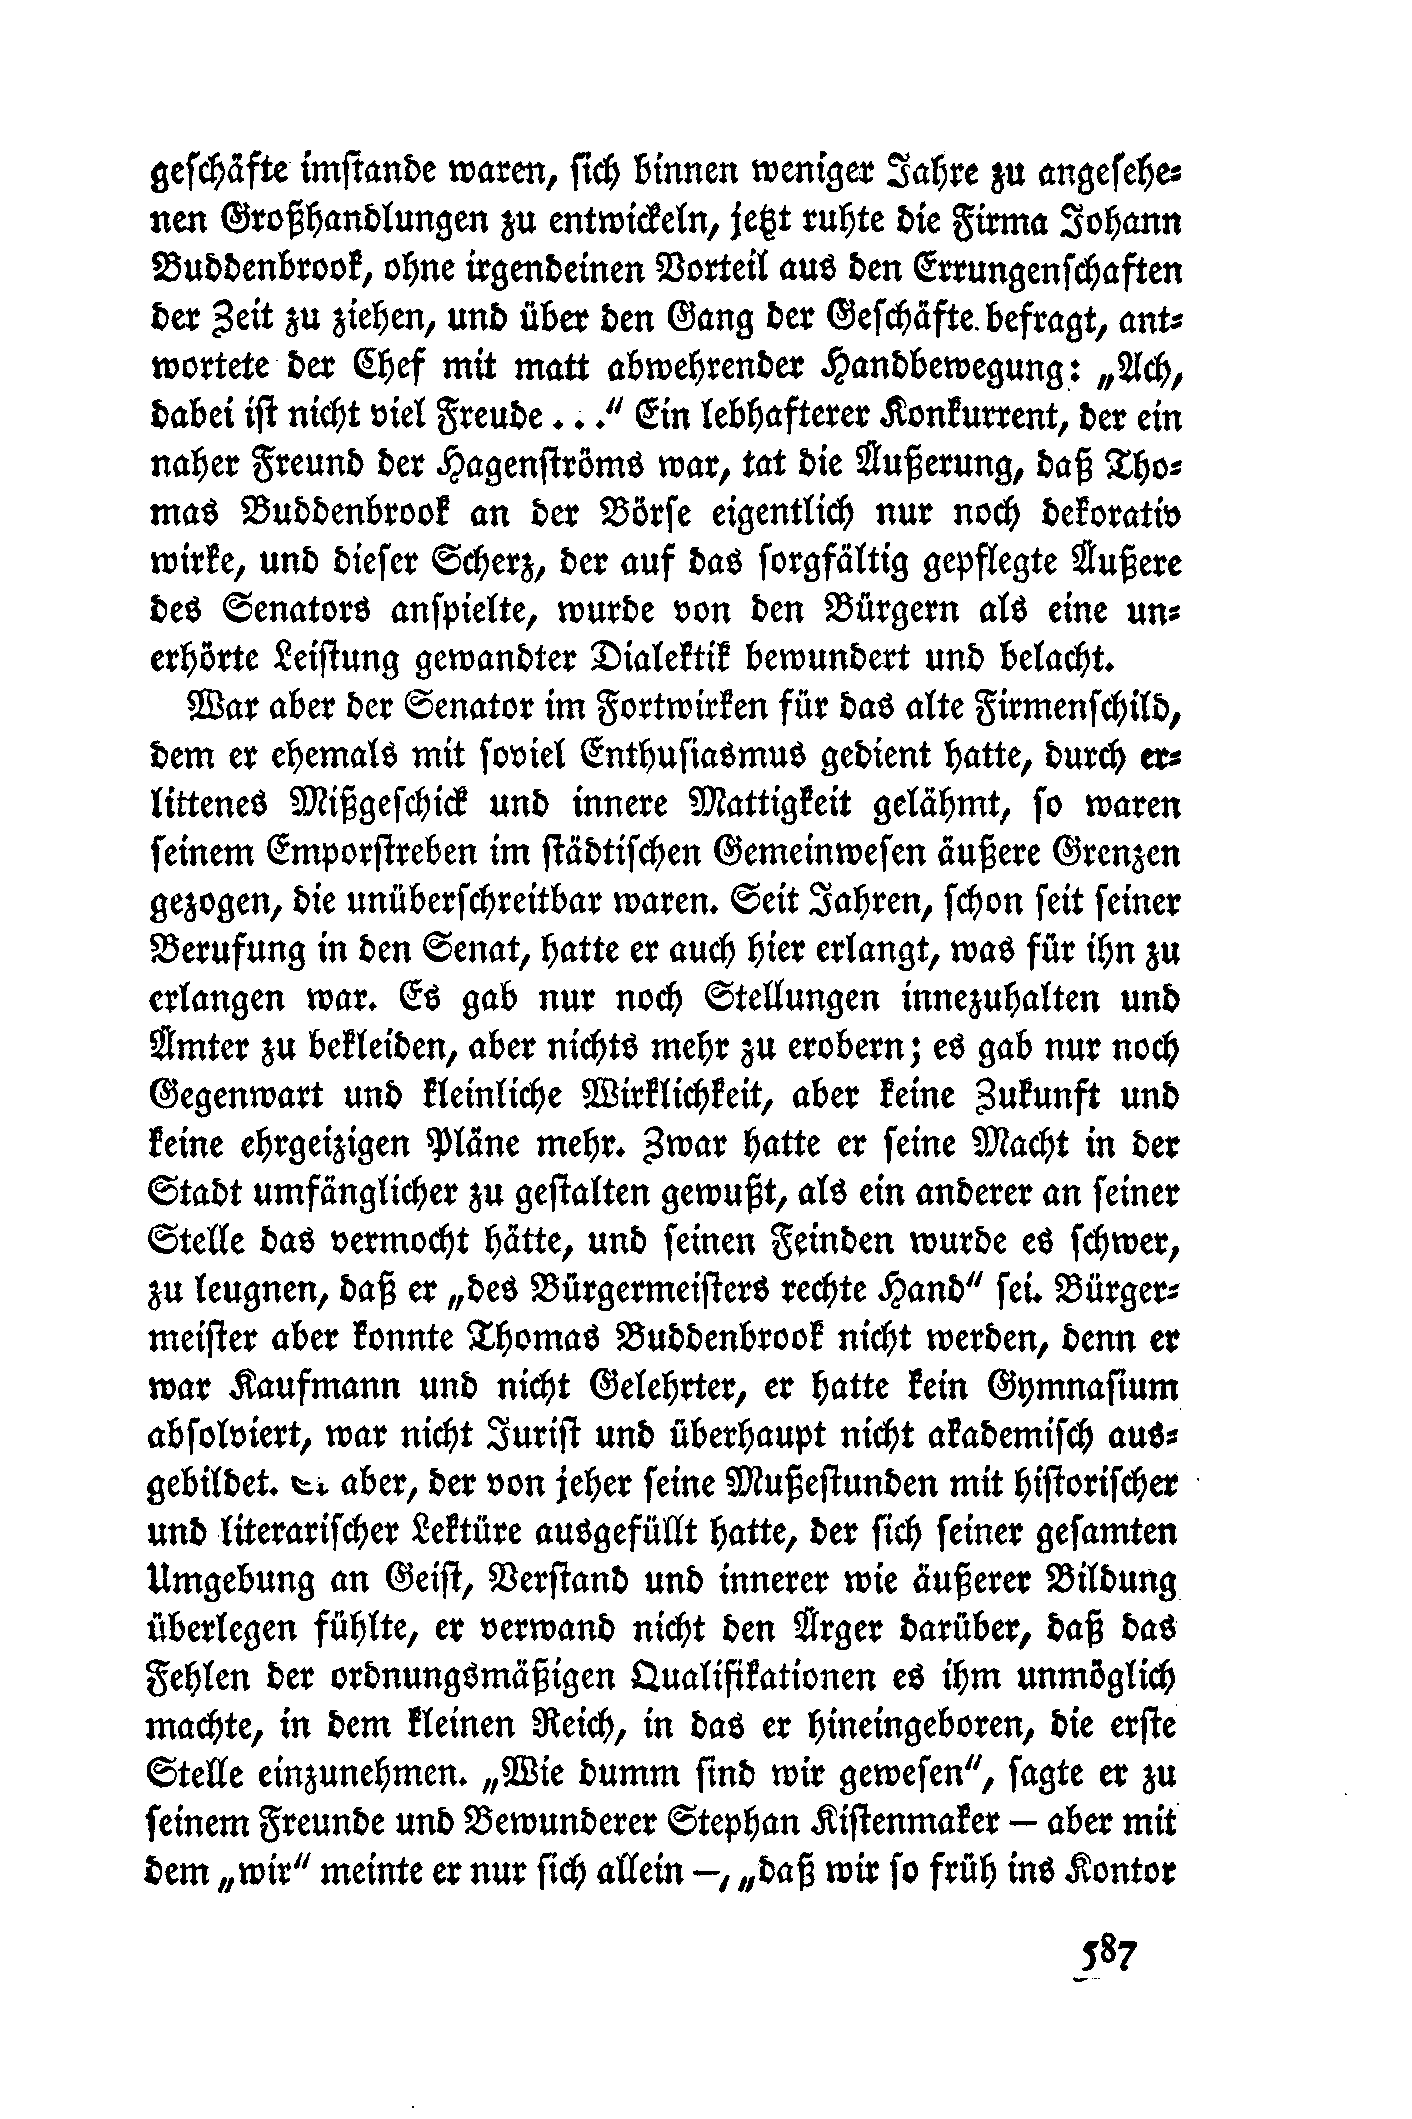 geschäfte imstande waren, sich binnen weniger Jahre zu angesehe-
nen Großhandlungen zu entwickeln, jetzt ruhte die Firma Johann
Buddenbrook, ohne irgendeinen Vorteil aus den Errungenschaften
der Zeit zu ziehen, und über den Gang der Geschäfte befragt, ant-
wortete der Chef mit matt abwehrender Handbewegung: „Ach,
dabei ist nicht viel Freude . . .“ Ein lebhafterer Konkurrent, der ein
naher Freund der Hagenströms war, tat die Äußerung, daß Tho-
mas Buddenbrook an der Börse eigentlich nur noch dekorativ
wirke, und dieser Scherz, der auf das sorgfältig gepflegte Äußere
des Senators anspielte, wurde von den Bürgern als eine un-
erhörte Leistung gewandter Dialektik bewundert und belacht.
War aber der Senator im Fortwirken für das alte Firmenschild,
dem er ehemals mit soviel Enthusiasmus gedient hatte, durch er-
littenes Mißgeschick und innere Mattigkeit gelähmt, so waren
seinem Emporstreben im städtischen Gemeinwesen äußere Grenzen
gezogen, die unüberschreitbar waren. Seit Jahren, schon seit seiner
Berufung in den Senat, hatte er auch hier erlangt, was für ihn zu
erlangen war. Es gab nur noch Stellungen innezuhalten und
Ämter zu bekleiden, aber nichts mehr zu erobern; es gab nur noch
Gegenwart und kleinliche Wirklichkeit, aber keine Zukunft und
keine ehrgeizigen Pläne mehr. Zwar hatte er seine Macht in der
Stadt umfänglicher zu gestalten gewußt, als ein anderer an seiner
Stelle das vermocht hätte, und seinen Feinden wurde es schwer,
zu leugnen, daß er „des Bürgermeisters rechte Hand“ sei. Bürger-
meister aber konnte Thomas Buddenbrook nicht werden, denn er
war Kaufmann und nicht Gelehrter, er hatte kein Gymnasium
absolviert, war nicht Jurist und überhaupt nicht akademisch aus-
gebildet. aber, der von jeher seine Mußestunden mit historischer
und literarischer Lektüre ausgefüllt hatte, der sich seiner gesamten
Umgebung an Geist, Verstand und innerer wie äußerer Bildung
überlegen fühlte, er verwand nicht den Ärger darüber, daß das
Fehlen der ordnungsmäßigen Qualifikationen es ihm unmöglich
machte, in dem kleinen Reich, in das er hineingeboren, die erste
Stelle einzunehmen. „Wie dumm sind wir gewesen“, sagte er zu
seinem Freunde und Bewunderer Stephan Kistenmaker — aber mit
dem „wir“ meinte er nur sich allein —, „daß wir so früh ins Kontor
587